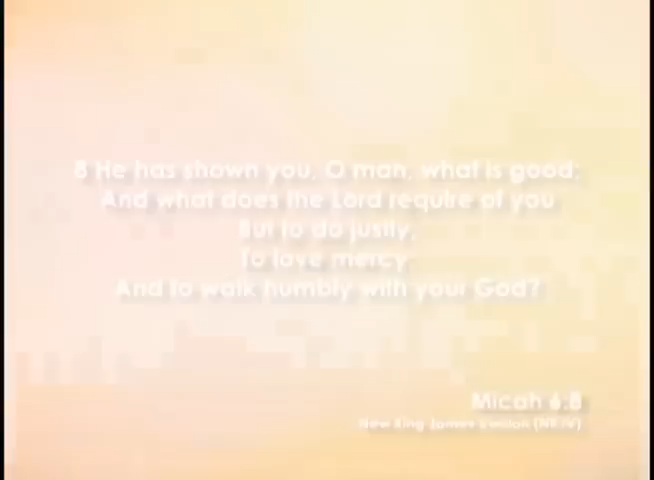 8 He has shown you, O man, what is good;
And what does the Lord require of you
But to do justly,
To love mercy
And to walk humbly with your God?
Micah 6:8
New King James Version (NKJV)